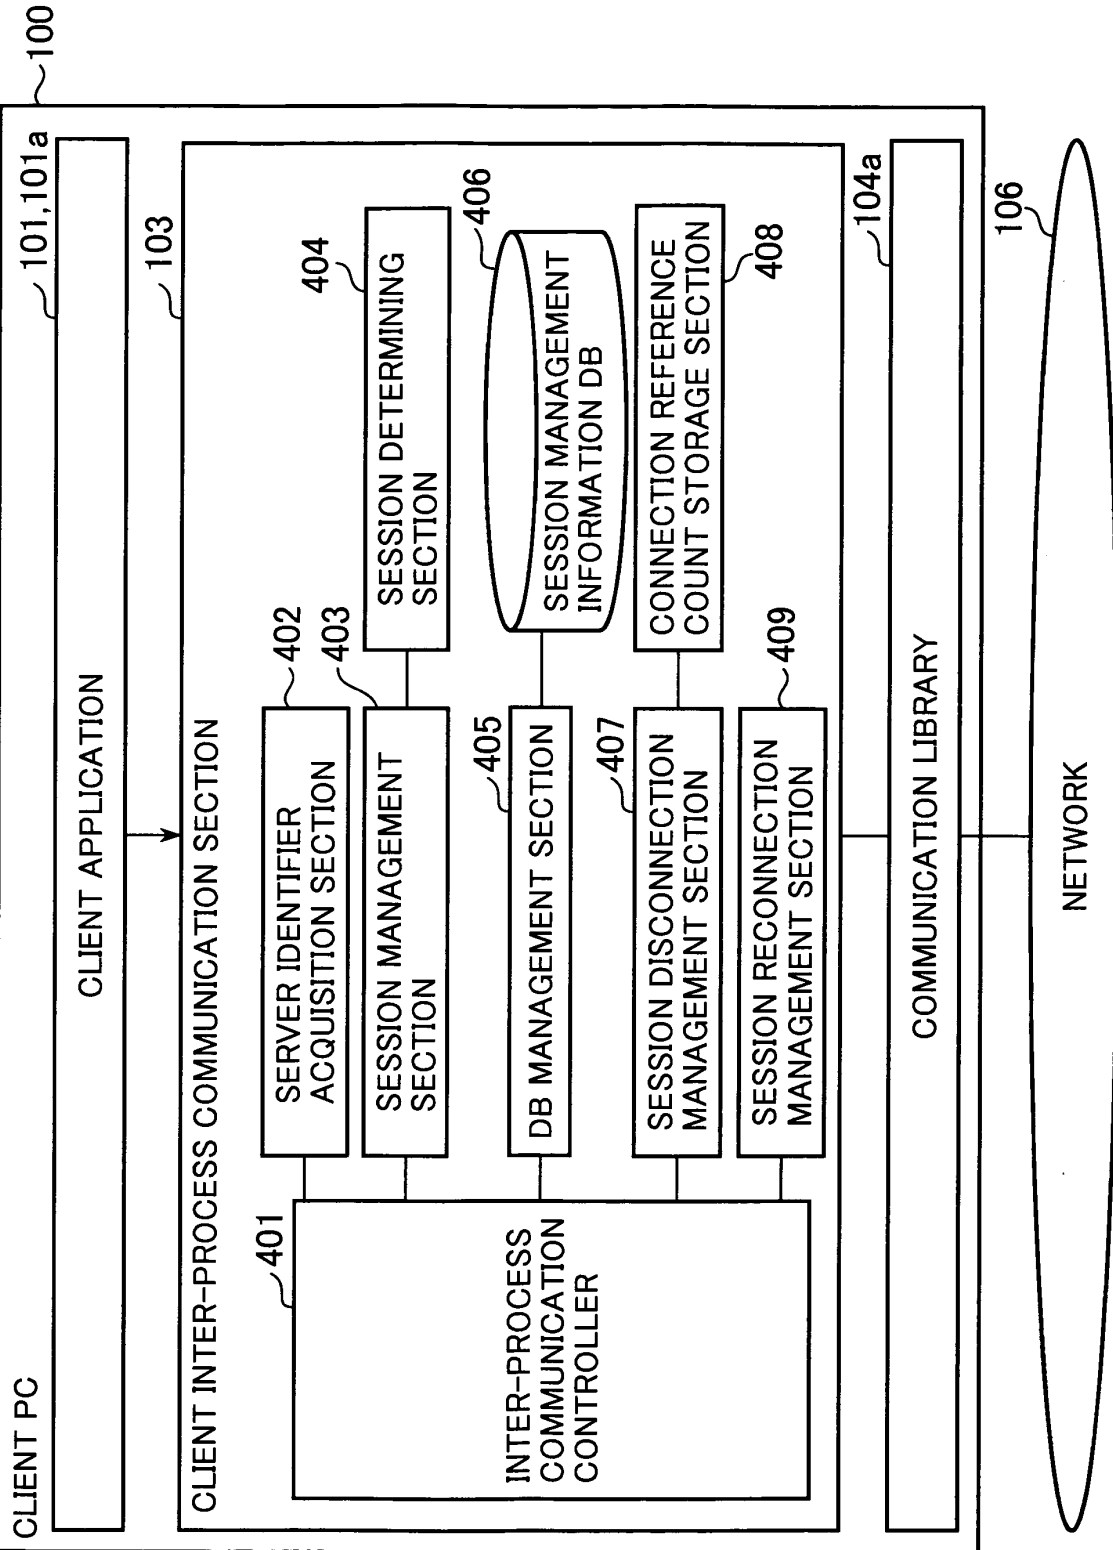 CLIENT PC
100
101,101a
CLIENT APPLICATION
103
CLIENT INTER-PROCESS COMMUNICATION SECTION
401
INTER-PROCESS
COMMUNICATION
CONTROLLER
402
SERVER IDENTIFIER
ACQUISITION SECTION
403
SESSION MANAGEMENT
SECTION
404
SESSION DETERMINING
SECTION
405
DB MANAGEMENT SECTION
406
SESSION MANAGEMENT
INFORMATION DB
407
SESSION DISCONNECTION
MANAGEMENT SECTION
CONNECTION REFERENCE
COUNT STORAGE SECTION
408
409
SESSION RECONNECTION
MANAGEMENT SECTION
104a
COMMUNICATION LIBRARY
106
NETWORK